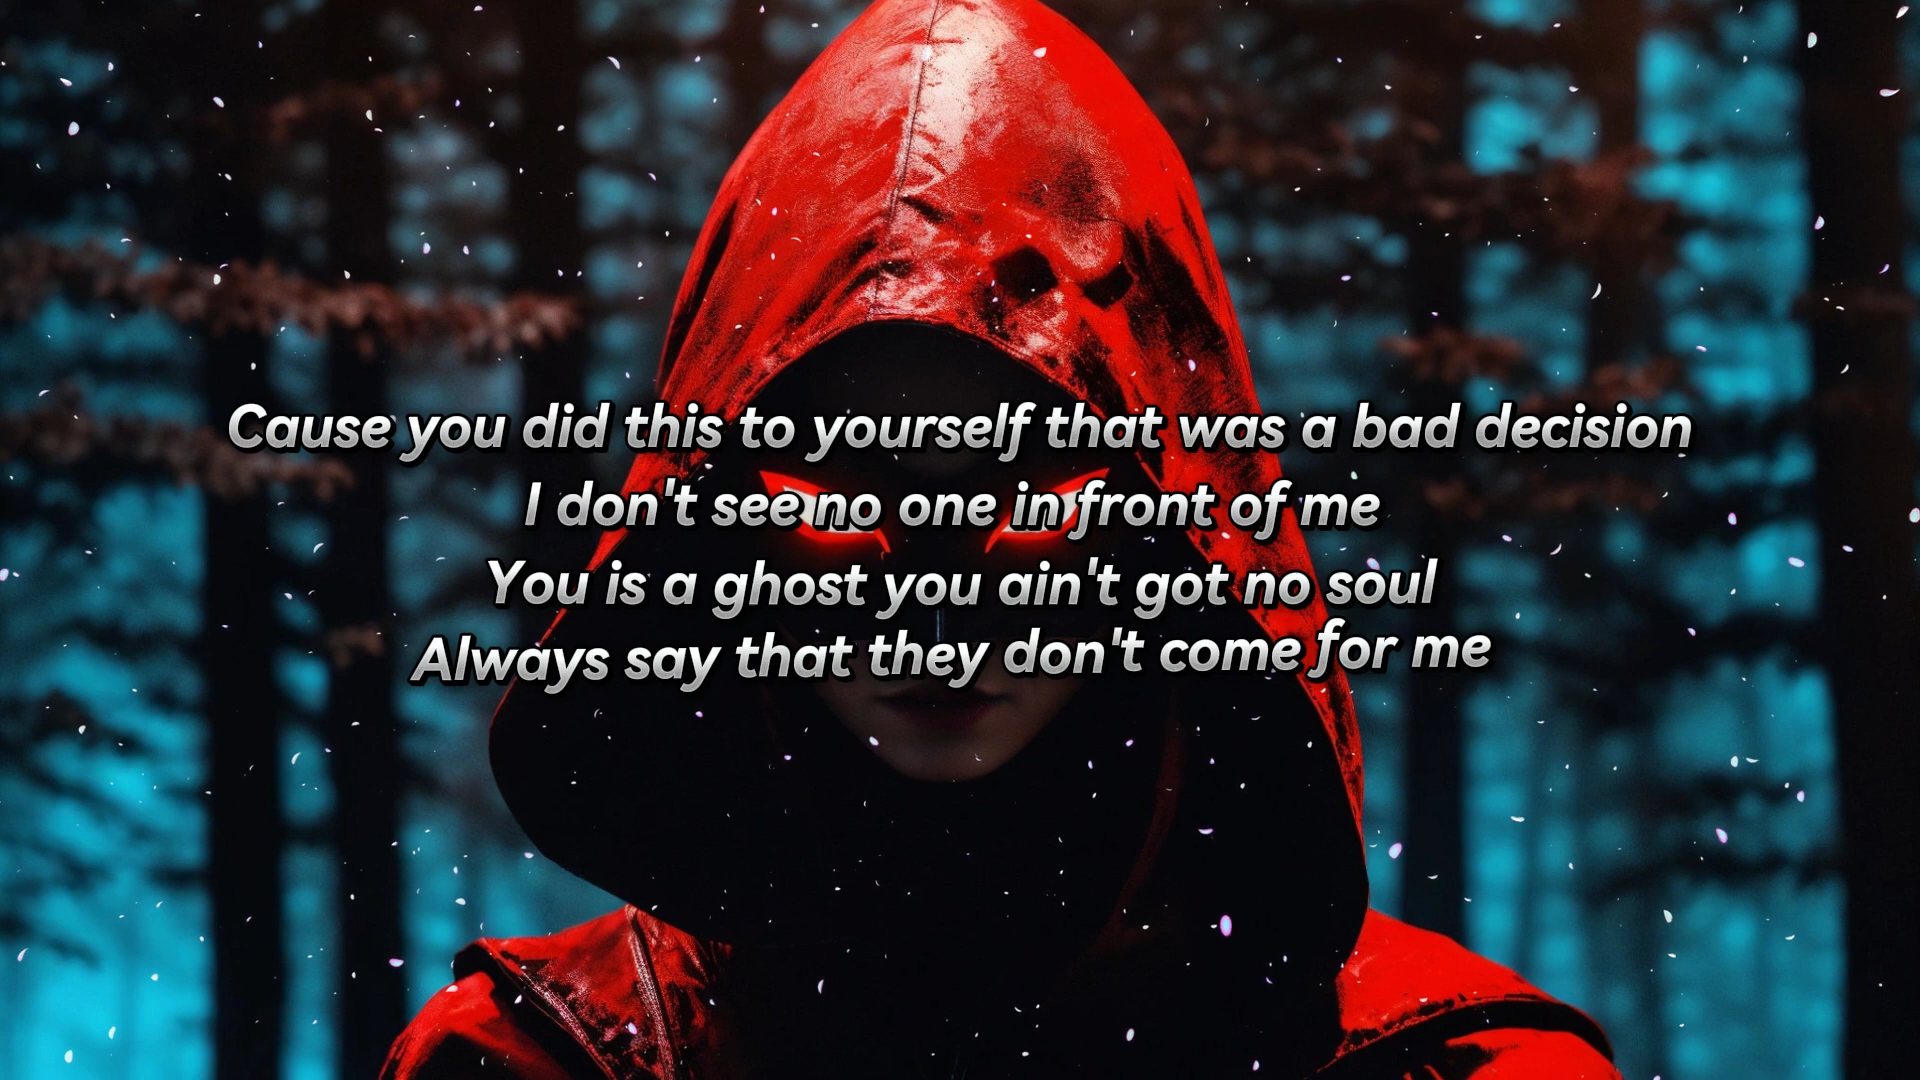 Cause you did this to yourself that was a bad decision
I don't see no one in front of me
You is a ghost you ain't got no soul
Always say that they don't come for me